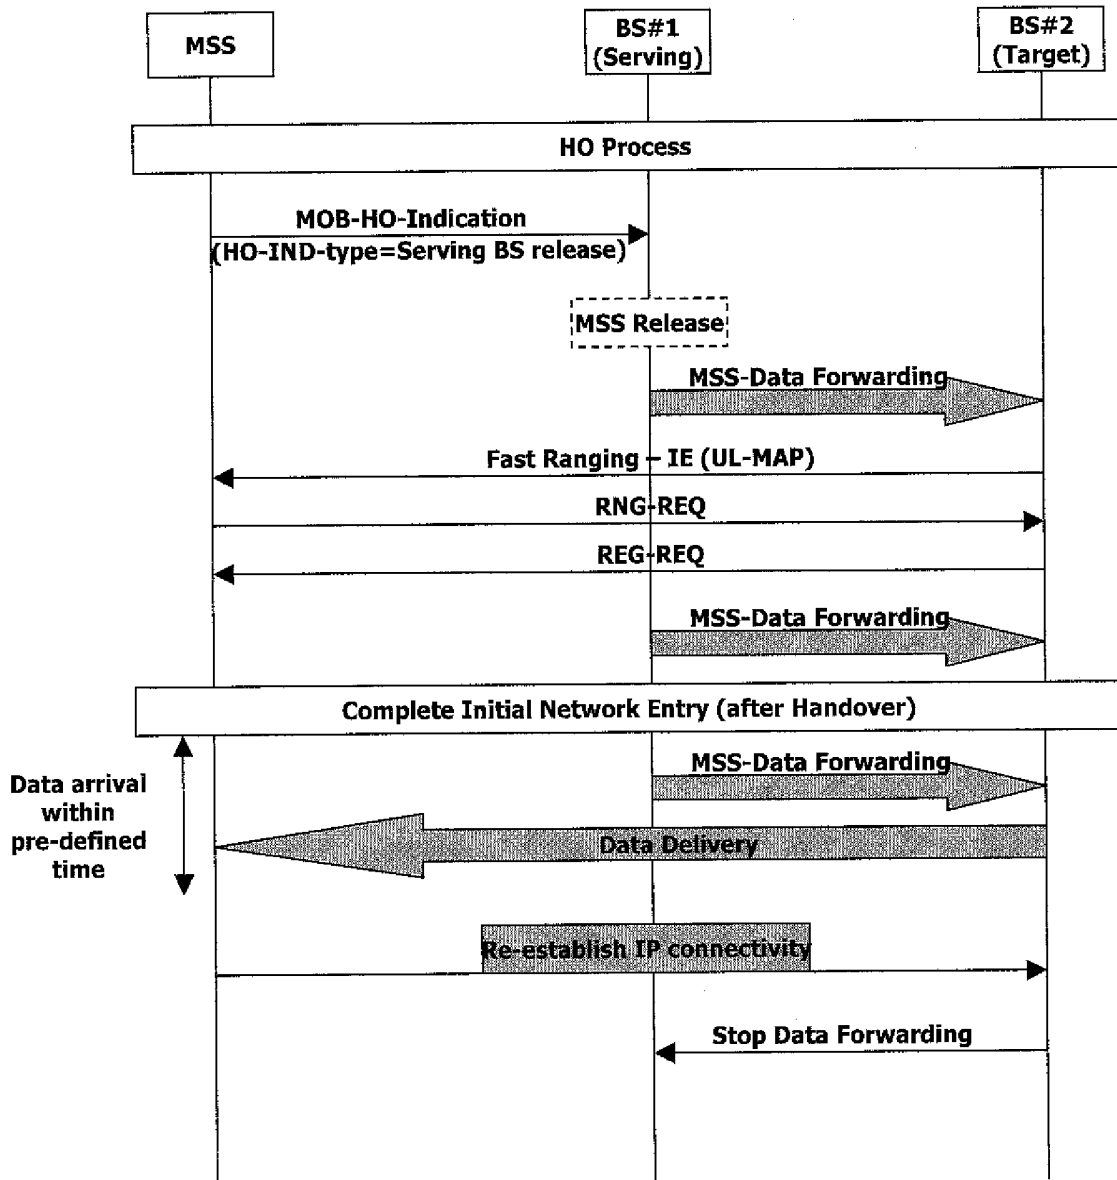 MSS
BS#1
(Serving)
BS#2
(Target)
HO Process
MOB-HO-Indication
(HO-IND-type=Serving BS release)
MSS Release
MSS-Data Forwarding
Fast Ranging – IE (UL-MAP)
RNG-REQ
REG-REQ
MSS-Data Forwarding
Complete Initial Network Entry (after Handover)
MSS-Data Forwarding
Data arrival
within
pre-defined
time
Data Delivery
Re-establish IP connectivity
Stop Data Forwarding